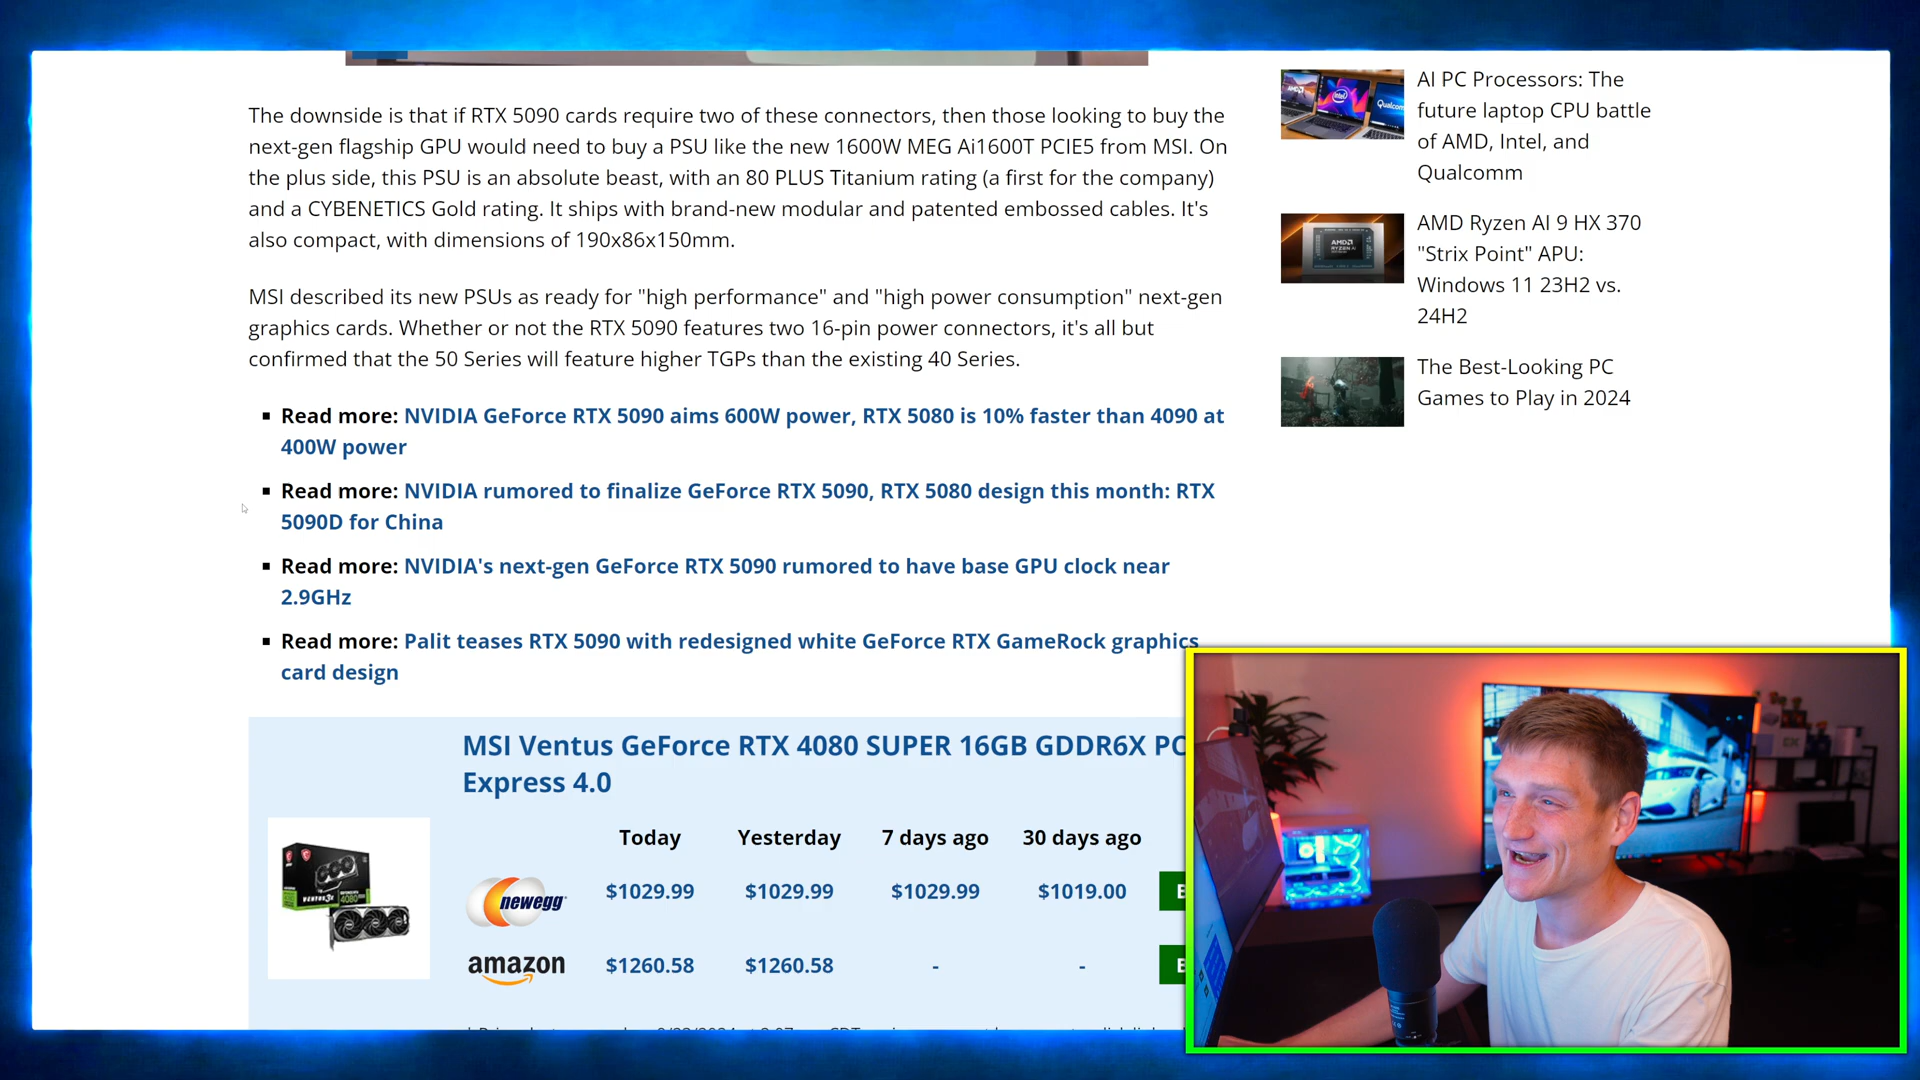 The downside is that if RTX 5090 cards require two of these connectors, then those looking to buy the
next-gen flagship GPU would need to buy a PSU like the new 1600W MEG Ai1600T PCIE5 from MSI. On
the plus side, this PSU is an absolute beast, with an 80 PLUS Titanium rating (a first for the company)
and a CYBENETICS Gold rating. It ships with brand-new modular and patented embossed cables. It's
also compact, with dimensions of 190x86x150mm.
MSI described its new PSUs as ready for "high performance" and "high power consumption" next-gen
graphics cards. Whether or not the RTX 5090 features two 16-pin power connectors, it's all but
confirmed that the 50 Series will feature higher TGPs than the existing 40 Series.
▪ Read more: NVIDIA GeForce RTX 5090 aims 600W power, RTX 5080 is 10% faster than 4090 at
400W power
▪ Read more: NVIDIA rumored to finalize GeForce RTX 5090, RTX 5080 design this month: RTX
5090D for China
▪ Read more: NVIDIA's next-gen GeForce RTX 5090 rumored to have base GPU clock near
2.9GHz
▪ Read more: Palit teases RTX 5090 with redesigned white GeForce RTX GameRock graphics
card design
MSI Ventus GeForce RTX 4080 SUPER 16GB GDDR6X PC
Express 4.0
Today Yesterday 7 days ago 30 days ago
newegg $1029.99 $1029.99 $1029.99 $1019.00
amazon $1260.58 $1260.58 - -
AI PC Processors: The
future laptop CPU battle
of AMD, Intel, and
Qualcomm
AMD Ryzen AI 9 HX 370
"Strix Point" APU:
Windows 11 23H2 vs.
24H2
The Best-Looking PC
Games to Play in 2024